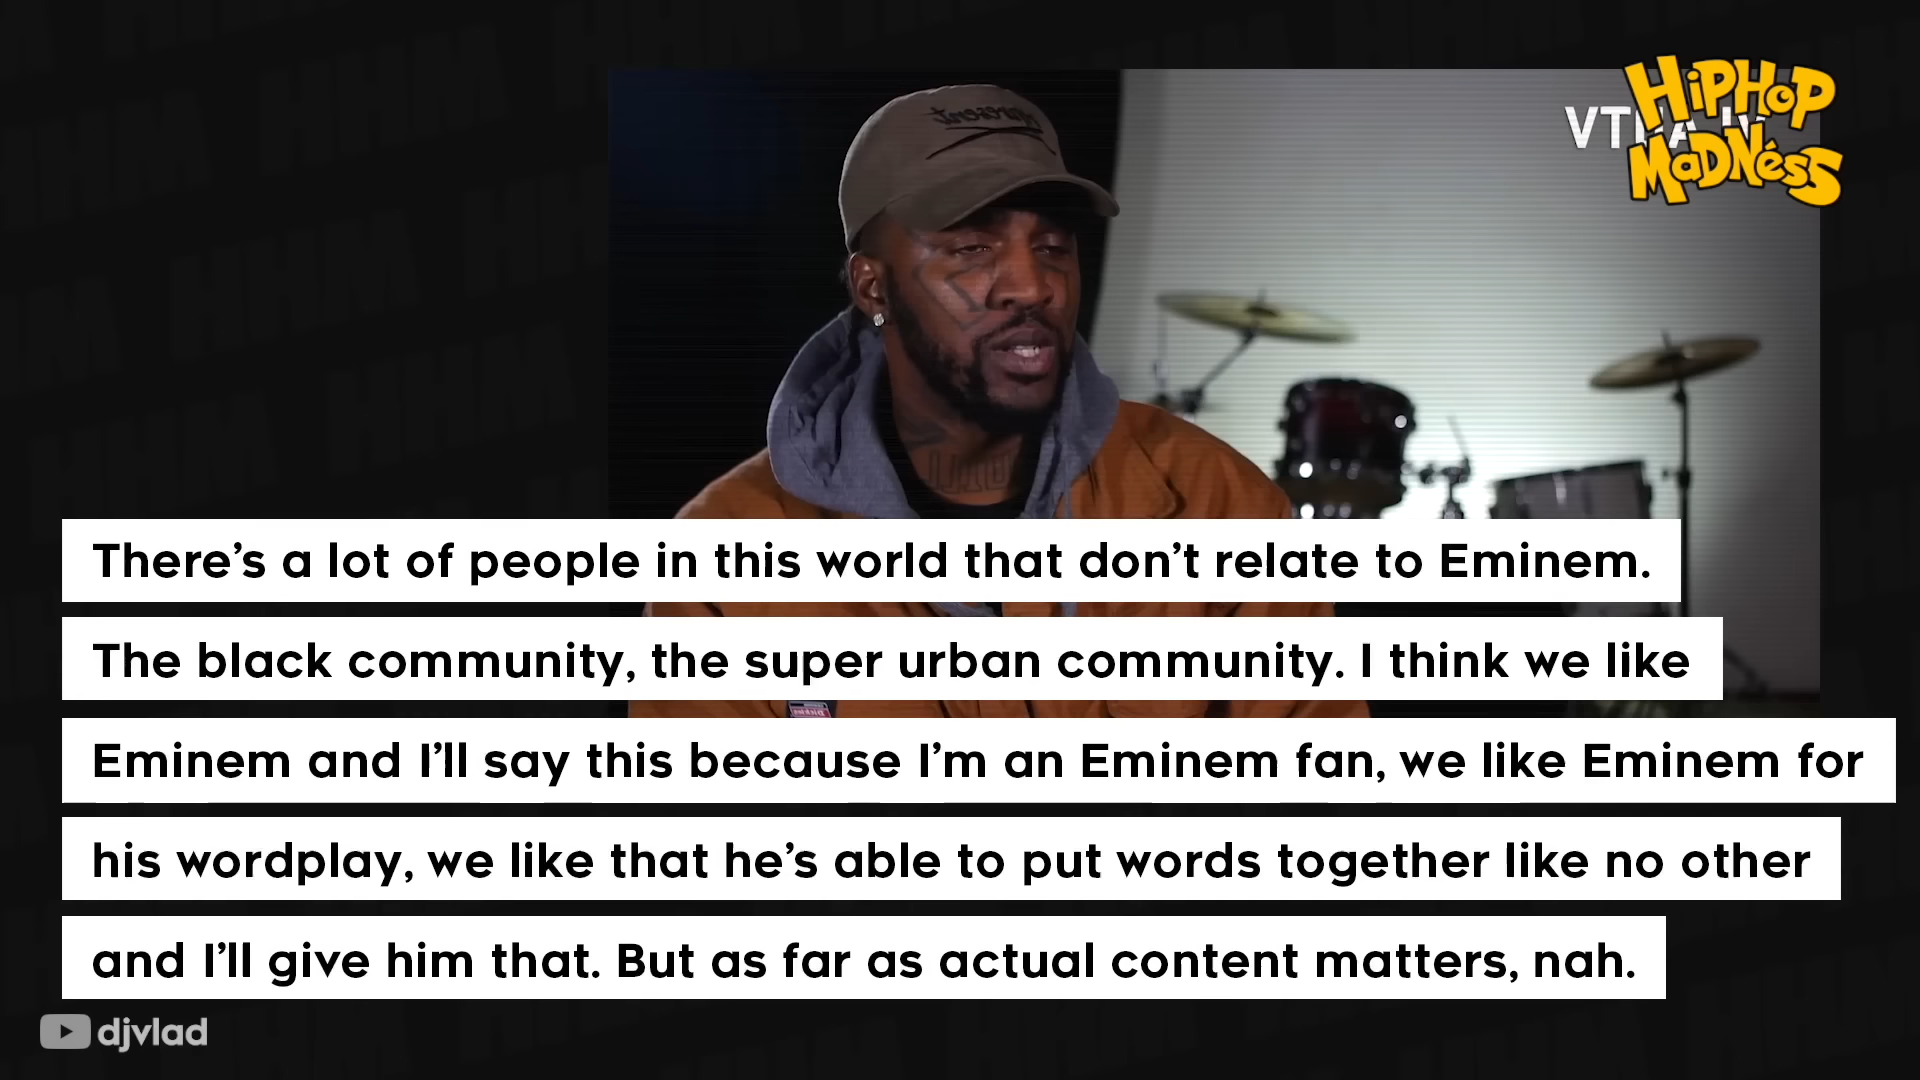 HiPHoP
MaDNéss
There's a lot of people in this world that don't relate to Eminem.
The black community, the super urban community. I think we like
Eminem and I'll say this because I'm an Eminem fan, we like Eminem for
his wordplay, we like that he's able to put words together like no other
and I'll give him that. But as far as actual content matters, nah.
djvlad